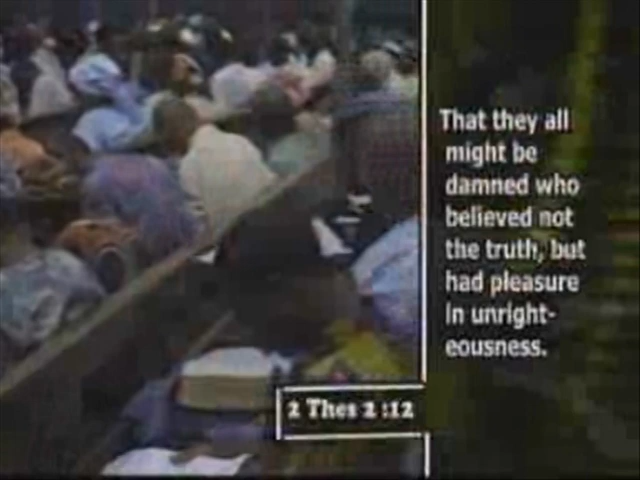 That they all
might be
damned who
believed not
the truth, but
had pleasure
in unright-
eousness.
2 Thes 2:12